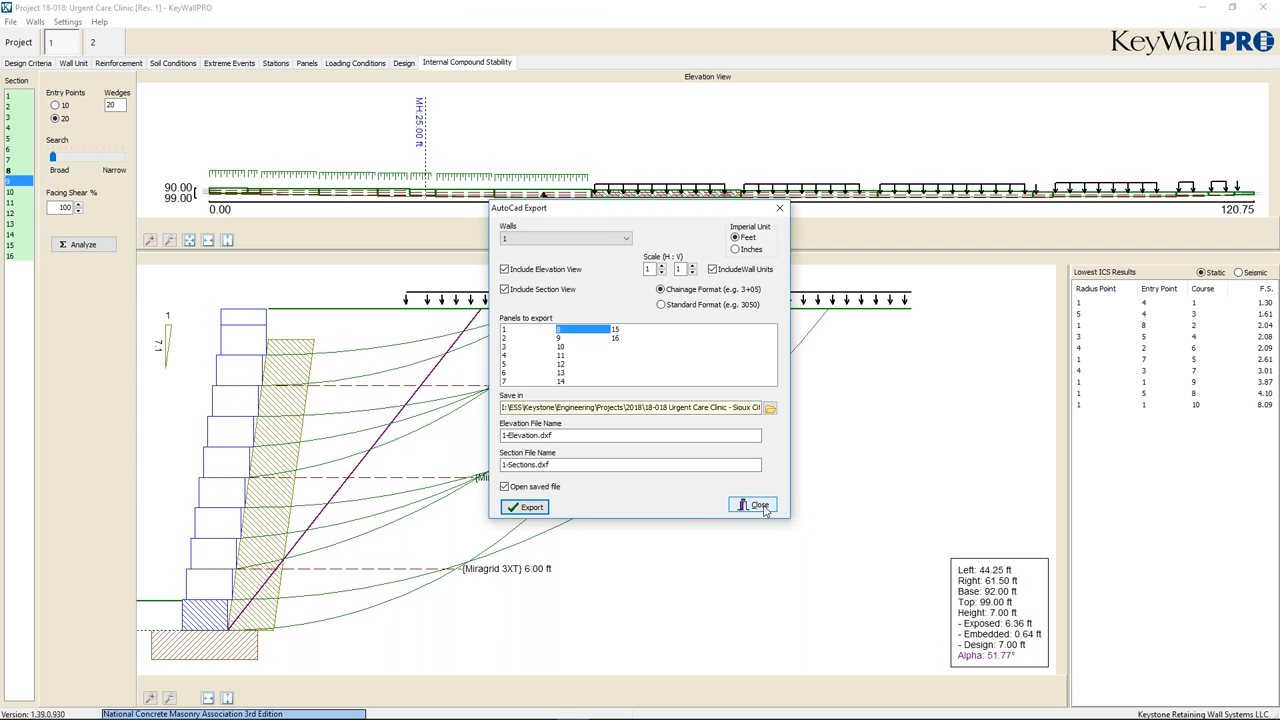 Project 18-018: Urgent Care Clinic [Rev. 1] - KeyWallPRO
File Walls Settings Help
Project 1 2
KeyWall PRO
Design Criteria Wall Unit Reinforcement Soil Conditions Extreme Events Stations Panels Loading Conditions Design Internal Compound Stability
Section
1
2
3
4
5
6
7
8
9
10
11
12
13
14
15
16
Entry Points Wedges
10 20
20
Search
Broad Narrow
Facing Shear %
100
Σ Analyze
Elevation View
MH:25.00 ft
90.00
99.00
0.00 120.75
AutoCad Export
Walls
1
Imperial Unit
Feet
Inches
Scale (H : V)
1 1
Include Elevation View
IncludeWall Units
Include Section View
Chainage Format (e.g. 3+05)
Standard Format (e.g. 3050)
Panels to export
1 8 15
2 9 16
3 10
4 11
5 12
6 13
7 14
Save in
I:\ESS\Keystone\Engineering\Projects\2018\18-018 Urgent Care Clinic - Sioux Cit
Elevation File Name
1-Elevation.dxf
Section File Name
1-Sections.dxf
Open saved file
Export Close
1
7.1
{Mi
{Miragrid 3XT} 6.00 ft
Left: 44.25 ft
Right: 61.50 ft
Base: 92.00 ft
Top: 99.00 ft
Height: 7.00 ft
- Exposed: 6.36 ft
- Embedded: 0.64 ft
- Design: 7.00 ft
Alpha: 51.77°
Lowest ICS Results Static Seismic
Radius Point Entry Point Course F.S.
1 4 1 1.30
5 4 3 1.61
1 8 2 2.04
3 5 4 2.08
4 2 6 2.09
1 7 5 2.61
4 3 7 3.01
1 1 9 3.87
1 5 8 4.10
1 1 10 8.09
Version: 1.39.0.930 National Concrete Masonry Association 3rd Edition Keystone Retaining Wall Systems LLC